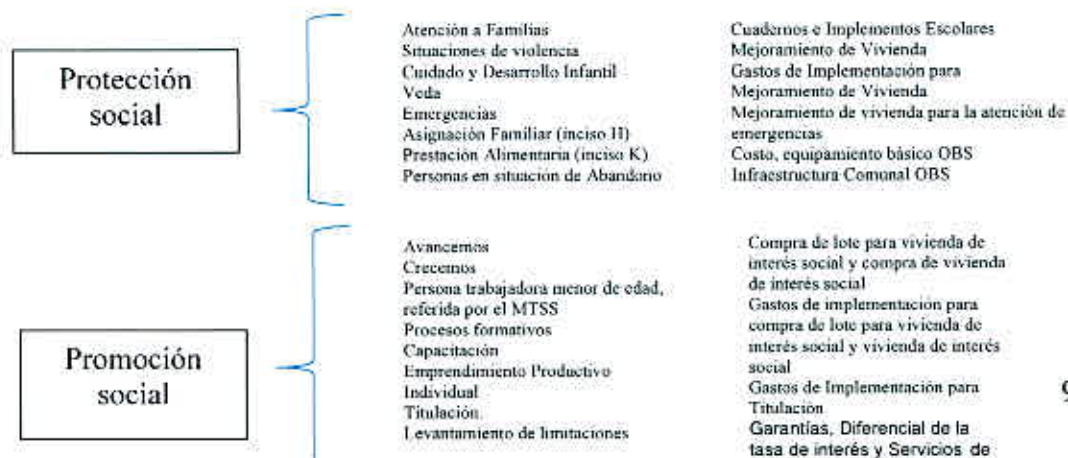 Protección
social
Atención a Familias
Situaciones de violencia
Cuidado y Desarrollo Infantil
Veda
Emergencias
Asignación Familiar (inciso H)
Prestación Alimentaria (inciso K)
Personas en situación de Abandono
Cuadernos e Implementos Escolares
Mejoramiento de Vivienda
Gastos de Implementación para
Mejoramiento de Vivienda
Mejoramiento de vivienda para la atención de
emergencias
Costo, equipamiento básico OBS
Infraestructura Comunal OBS
Promoción
social
Avancemos
Crecemos
Persona trabajadora menor de edad,
referida por el MTSS
Procesos formativos
Capacitación
Emprendimiento Productivo
Individual
Titulación.
Levantamiento de limitaciones
Compra de lote para vivienda de
interés social y compra de vivienda
de interés social
Gastos de implementación para
compra de lote para vivienda de
interés social y vivienda de interés
social
Gastos de Implementación para
Titulación
Garantías, Diferencial de la
tasa de interés y Servicios de